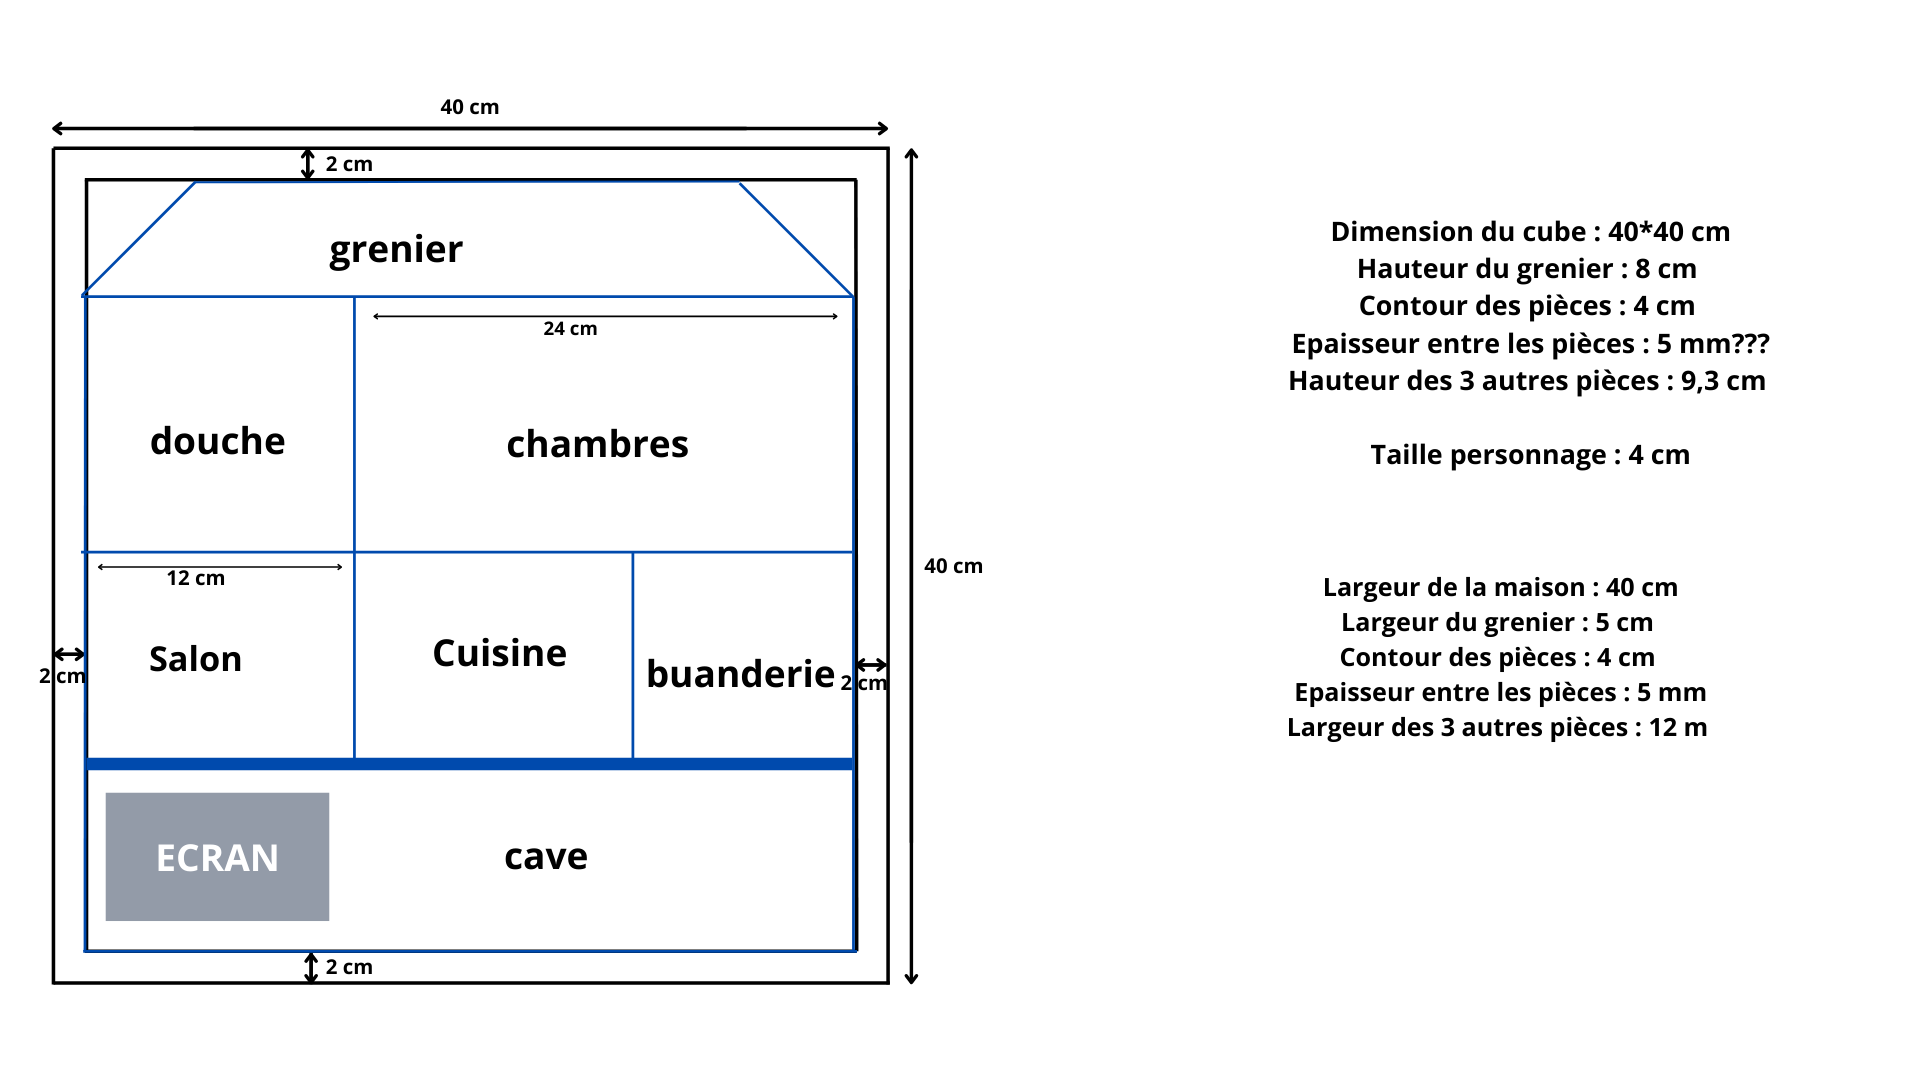 40 cm
2 cm
grenier
24 cm
douche
chambres
12 cm
Salon
Cuisine
buanderie
2 cm
2 cm
40 cm
ECRAN
cave
2 cm
Dimension du cube : 40*40 cm
Hauteur du grenier : 8 cm
Contour des pièces : 4 cm
Epaisseur entre les pièces : 5 mm???
Hauteur des 3 autres pièces : 9,3 cm
Taille personnage : 4 cm
Largeur de la maison : 40 cm
Largeur du grenier : 5 cm
Contour des pièces : 4 cm
Epaisseur entre les pièces : 5 mm
Largeur des 3 autres pièces : 12 m